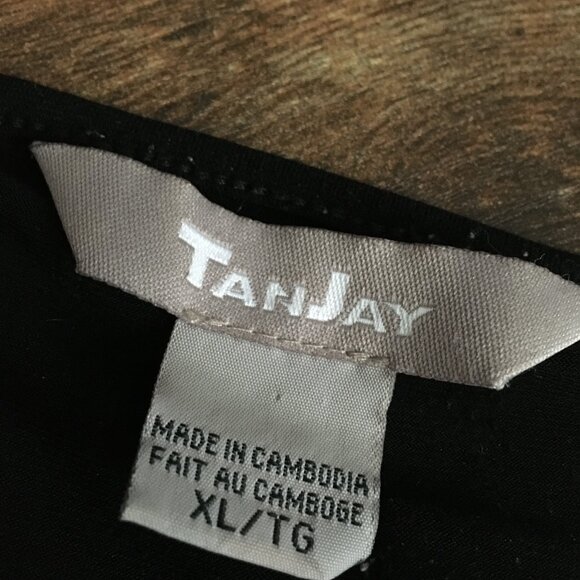 TANJAY
MADE IN CAMBODIA
FAIT AU CAMBOGE
XL/TG